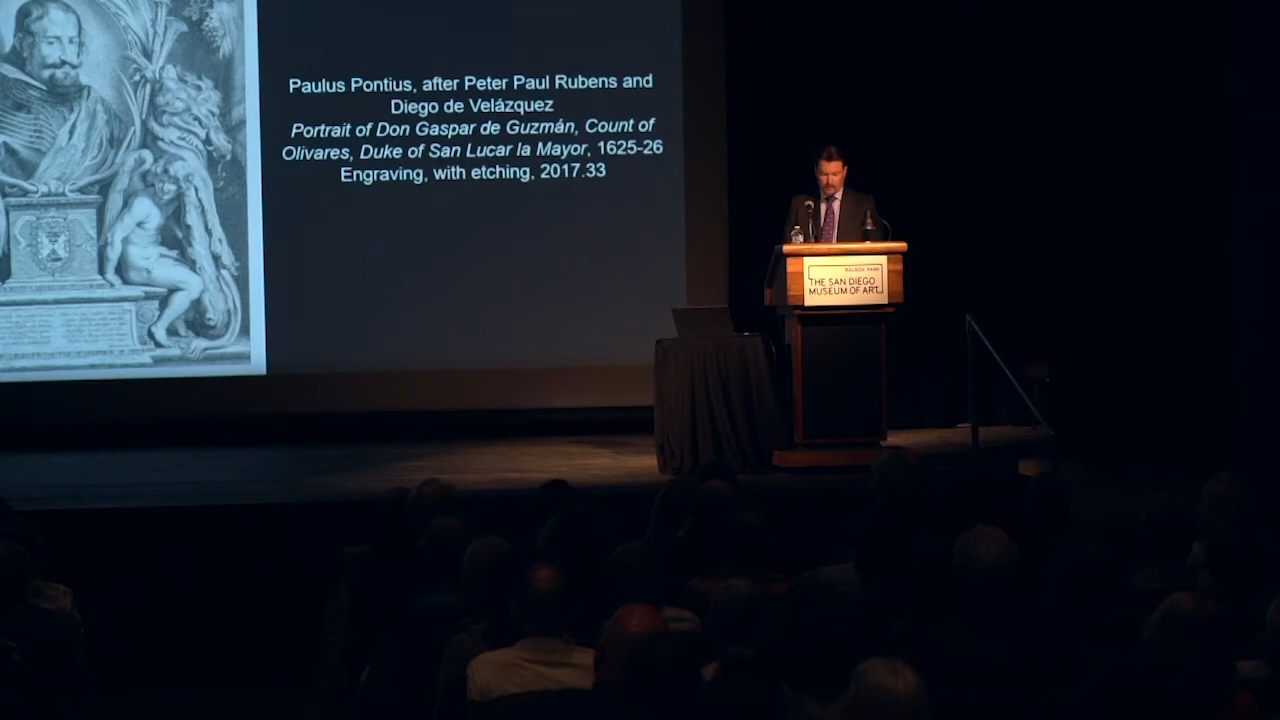 Paulus Pontius, after Peter Paul Rubens and
Diego de Velázquez
Portrait of Don Gaspar de Guzmán, Count of
Olivares, Duke of San Lucar la Mayor, 1625-26
Engraving, with etching, 2017.33
BALBOA PARK
THE SAN DIEGO
MUSEUM OF ART